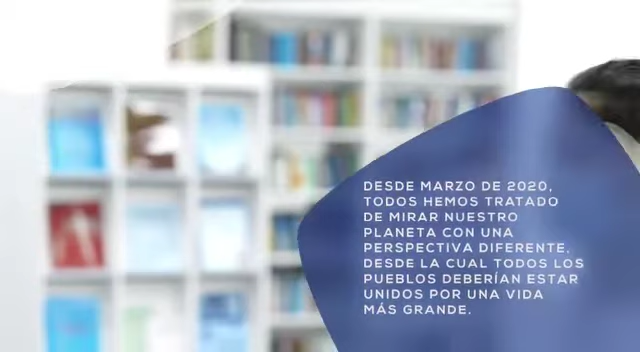 DESDE MARZO DE 2020,
TODOS HEMOS TRATADO
DE MIRAR NUESTRO
PLANETA CON UNA
PERSPECTIVA DIFERENTE,
DESDE LA CUAL TODOS LOS
PUEBLOS DEBERÍAN ESTAR
UNIDOS POR UNA VIDA
MÁS GRANDE.